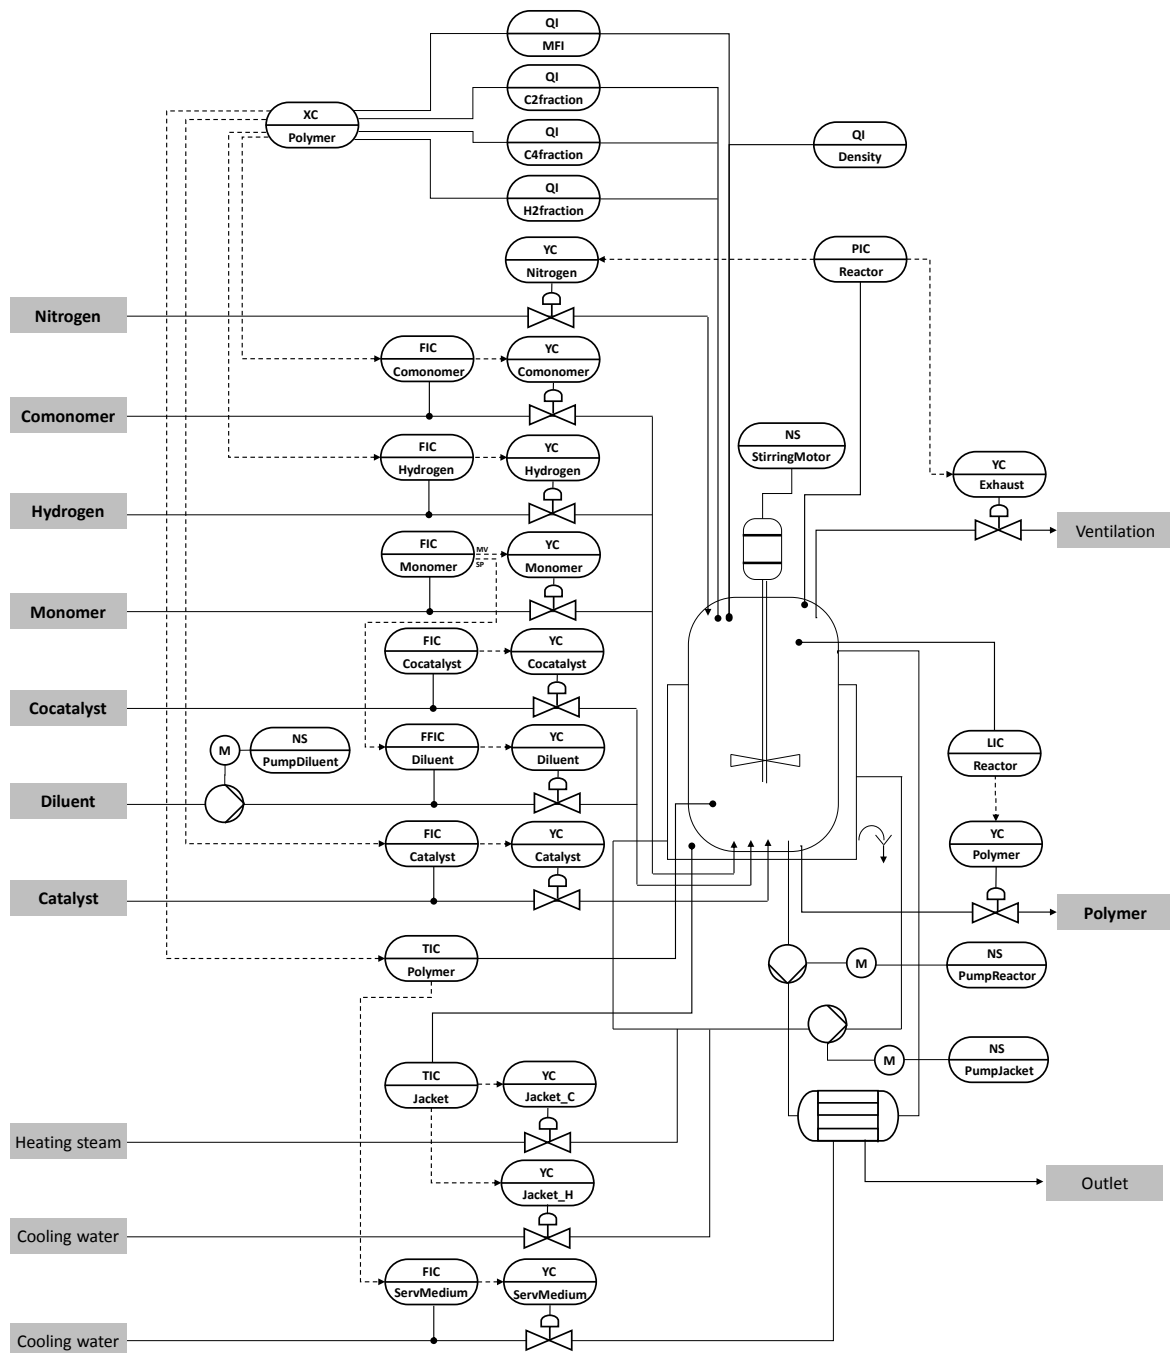 QI
MFI
QI
C2fraction
XC
Polymer
QI
C4fraction
QI
Density
QI
H2fraction
YC
Nitrogen
PIC
Reactor
Nitrogen
FIC
Comonomer
YC
Comonomer
Comonomer
NS
StirringMotor
FIC
Hydrogen
YC
Hydrogen
YC
Exhaust
Hydrogen
Ventilation
FIC
Monomer
MV
SP
YC
Monomer
Monomer
FIC
Cocatalyst
YC
Cocatalyst
Cocatalyst
M
NS
PumpDiluent
FFIC
Diluent
YC
Diluent
LIC
Reactor
Diluent
FIC
Catalyst
YC
Catalyst
YC
Polymer
Catalyst
Polymer
TIC
Polymer
M
NS
PumpReactor
M
NS
PumpJacket
TIC
Jacket
YC
Jacket_C
Heating steam
YC
Jacket_H
Outlet
Cooling water
FIC
ServMedium
YC
ServMedium
Cooling water